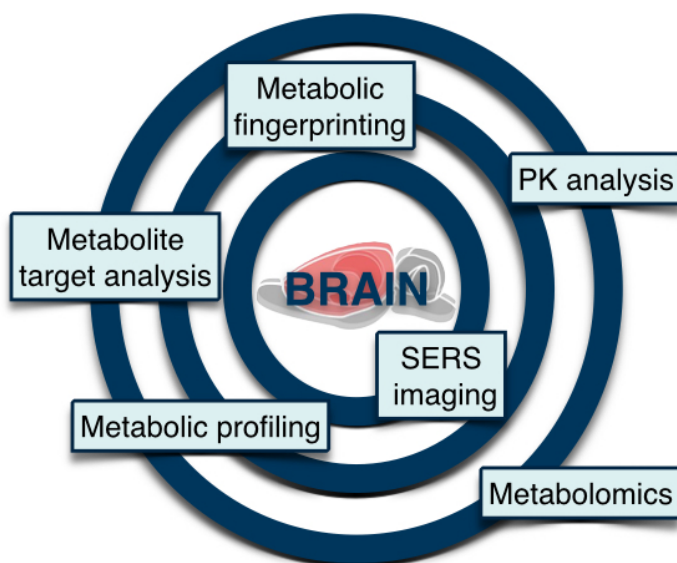 Metabolic
fingerprinting
PK analysis
Metabolite
target analysis
BRAIN
SERS
imaging
Metabolic profiling
Metabolomics